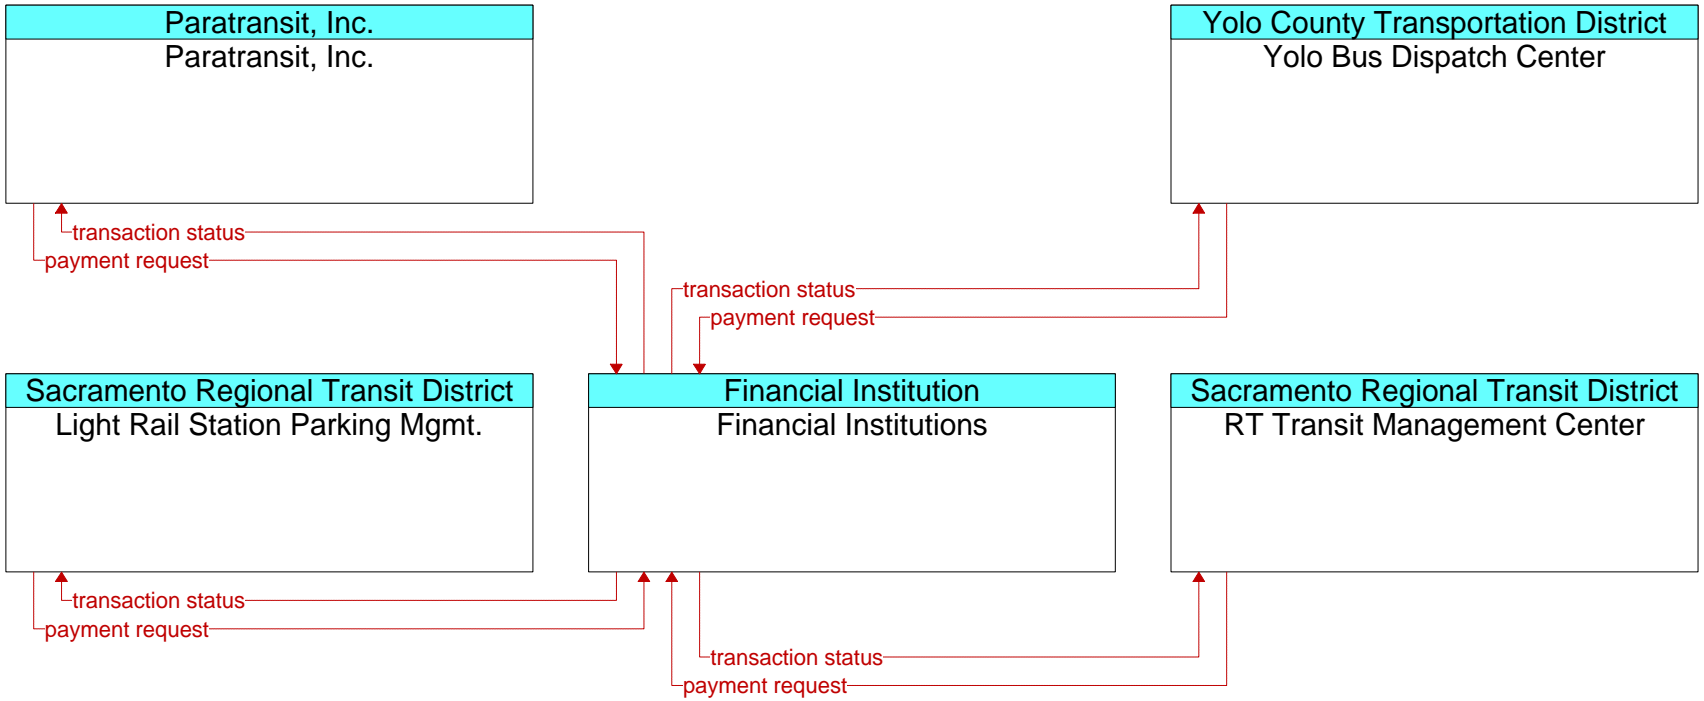 Paratransit, Inc.
Paratransit, Inc.
Yolo County Transportation District
Yolo Bus Dispatch Center
transaction status
payment request
transaction status
payment request
Sacramento Regional Transit District
Light Rail Station Parking Mgmt.
Financial Institution
Financial Institutions
Sacramento Regional Transit District
RT Transit Management Center
transaction status
payment request
transaction status
payment request